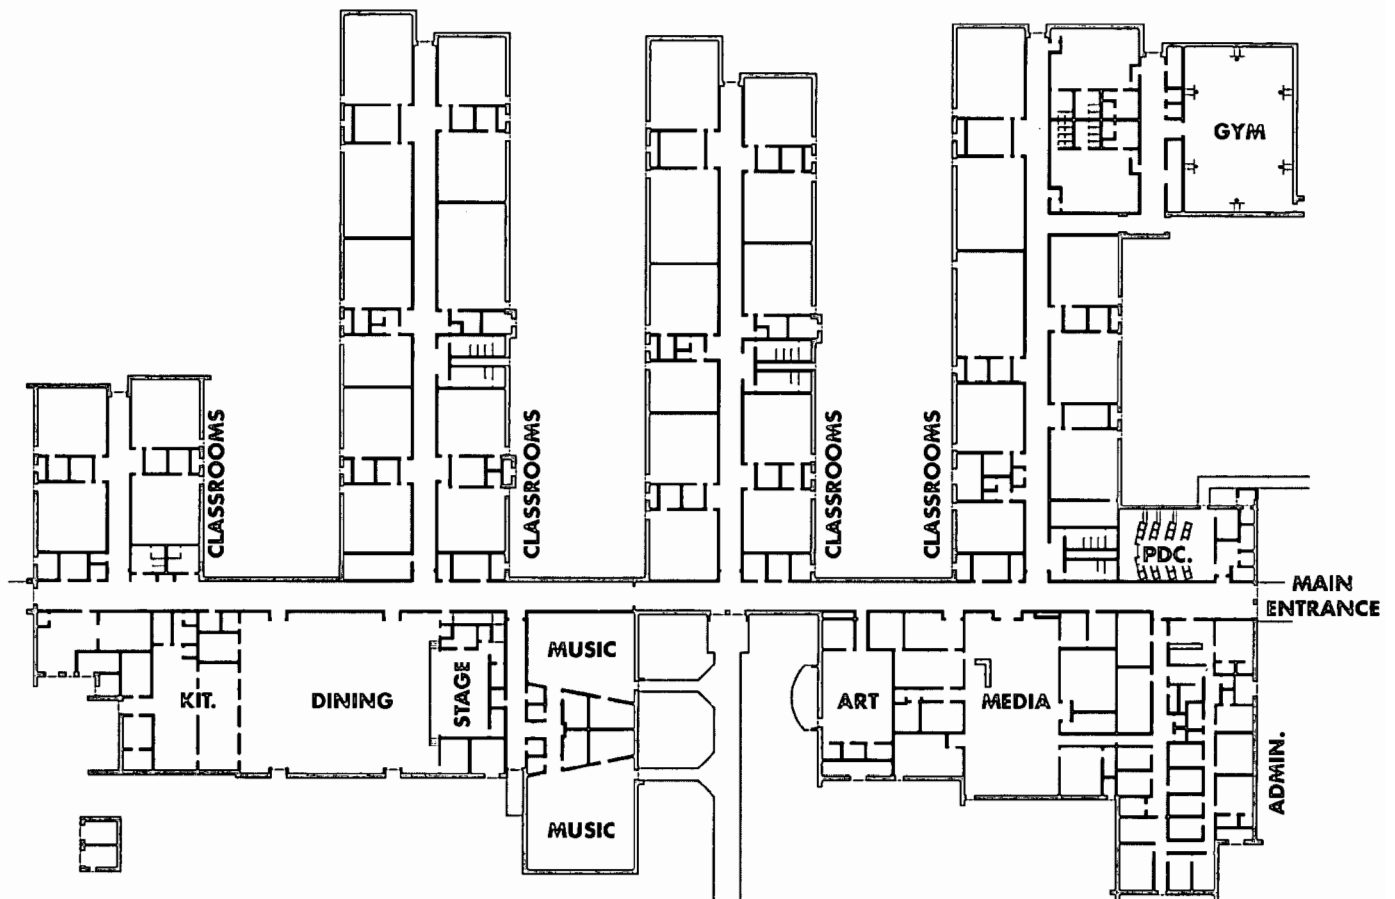 GYM
CLASSROOMS
CLASSROOMS
CLASSROOMS
CLASSROOMS
PDC.
MAIN
ENTRANCE
MUSIC
KIT.
DINING
STAGE
ART
MEDIA
ADMIN.
MUSIC